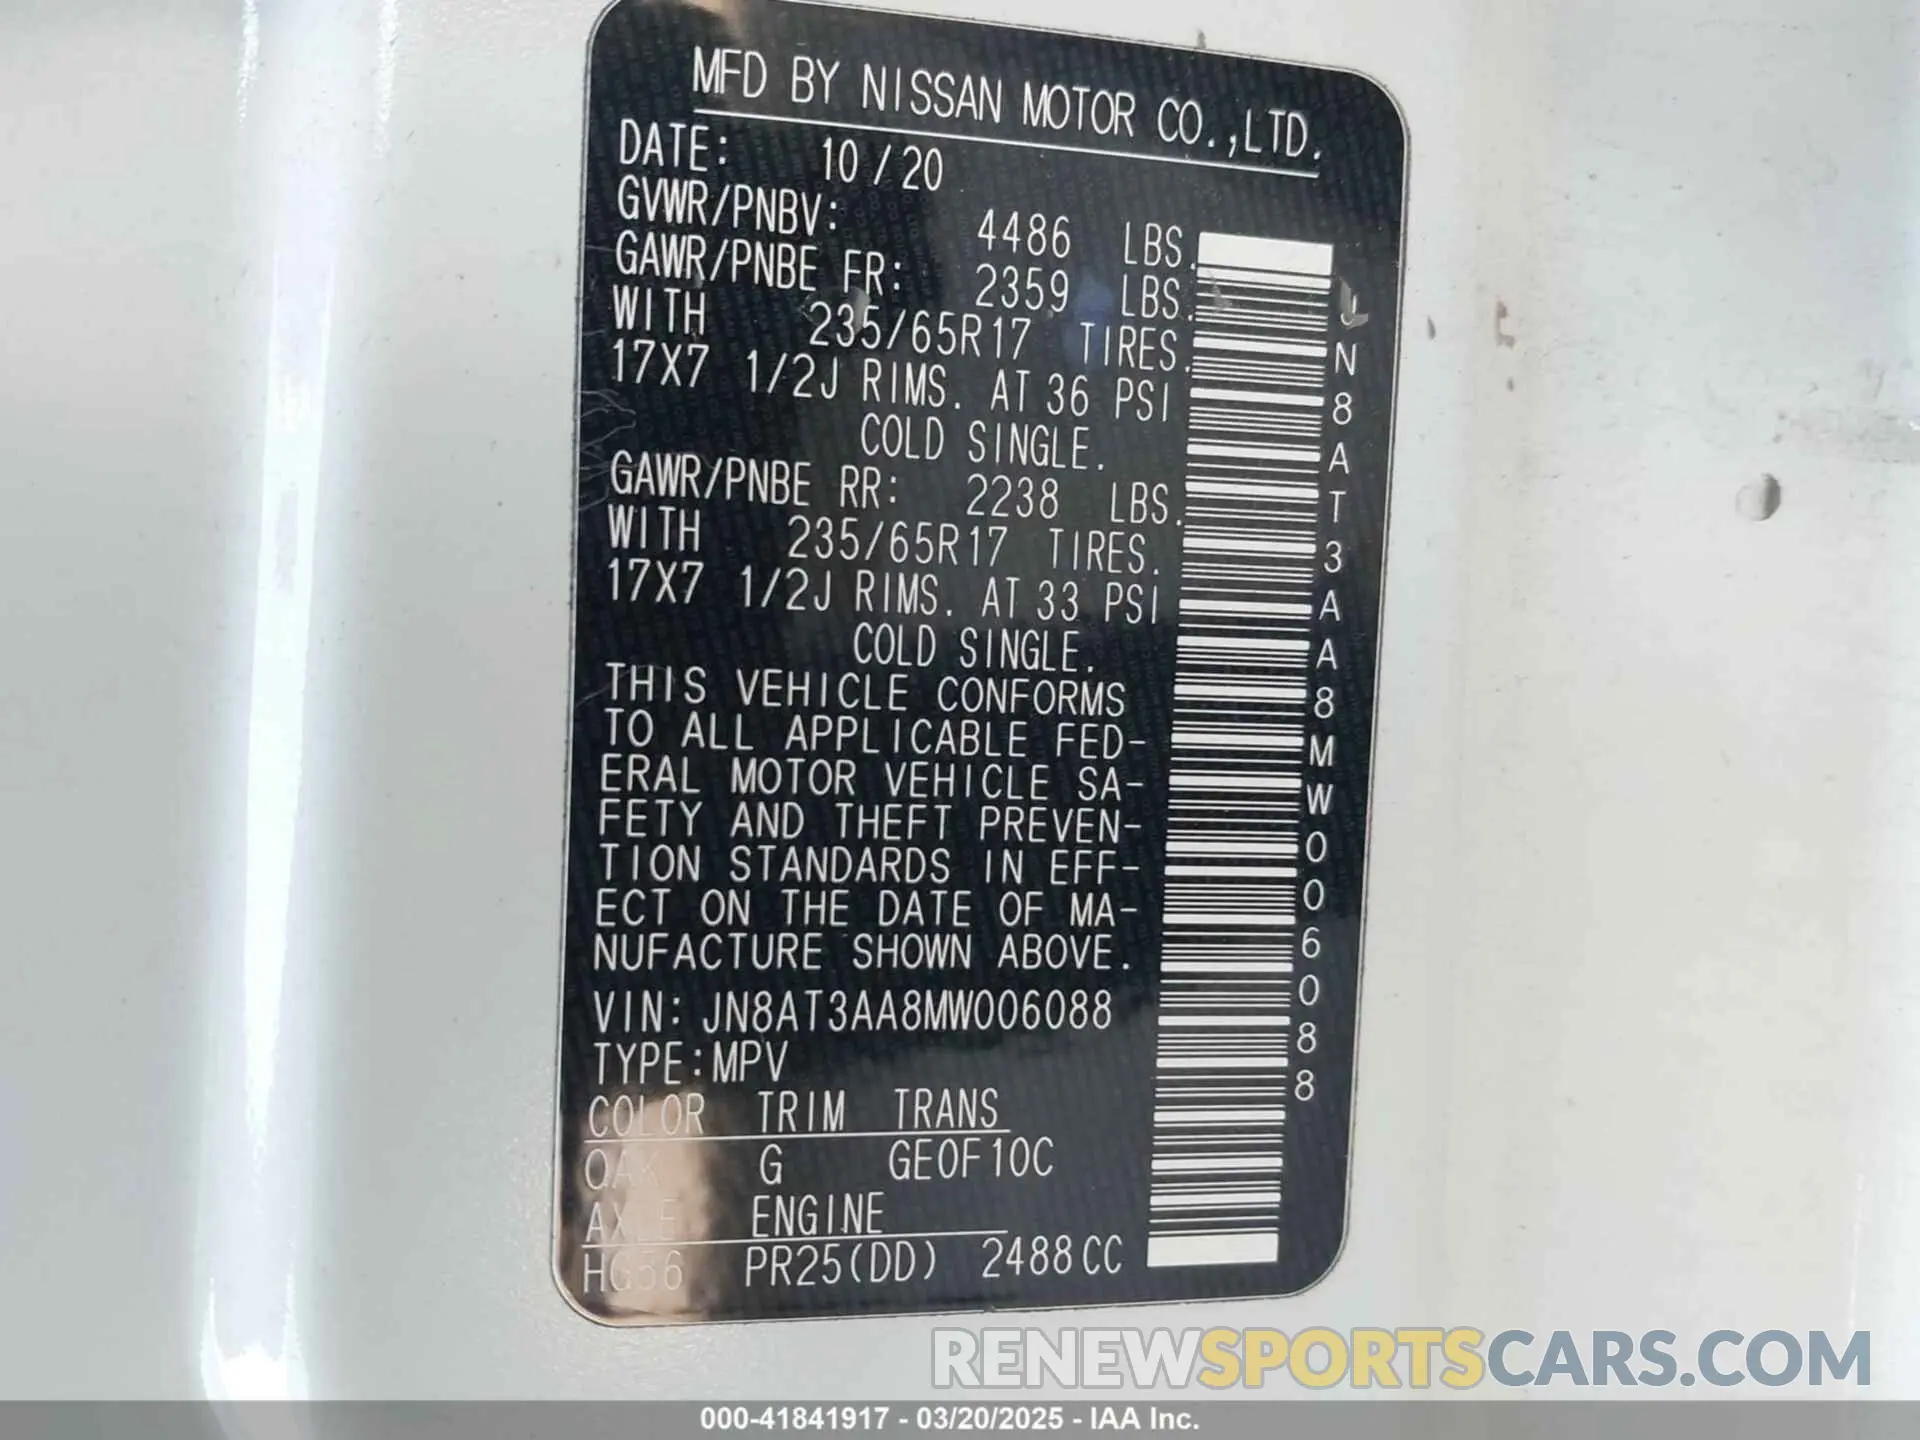 MFD BY NISSAN MOTOR CO.,LTD.
DATE: 10 / 20
GVWR/PNBV: 4486 LBS.
GAWR/PNBE FR: 2359 LBS.
WITH 235/65R17 TIRES.
17X7 1/2J RIMS. AT 36 PSI
COLD SINGLE.
GAWR/PNBE RR: 2238 LBS.
WITH 235/65R17 TIRES.
17X7 1/2J RIMS. AT 33 PSI
COLD SINGLE.
THIS VEHICLE CONFORMS
TO ALL APPLICABLE FED-
ERAL MOTOR VEHICLE SA-
FETY AND THEFT PREVEN-
TION STANDARDS IN EFF-
ECT ON THE DATE OF MA-
NUFACTURE SHOWN ABOVE.
VIN: JN8AT3AA8MW006088
TYPE:MPV
COLOR TRIM TRANS
QAK G GE0F10C
AXLE ENGINE
HG56 PR25(DD) 2488CC
JN8AT3AA8MW006088
RENEWSPORTSCARS.COM
000-41841917 - 03/20/2025 - IAA Inc.